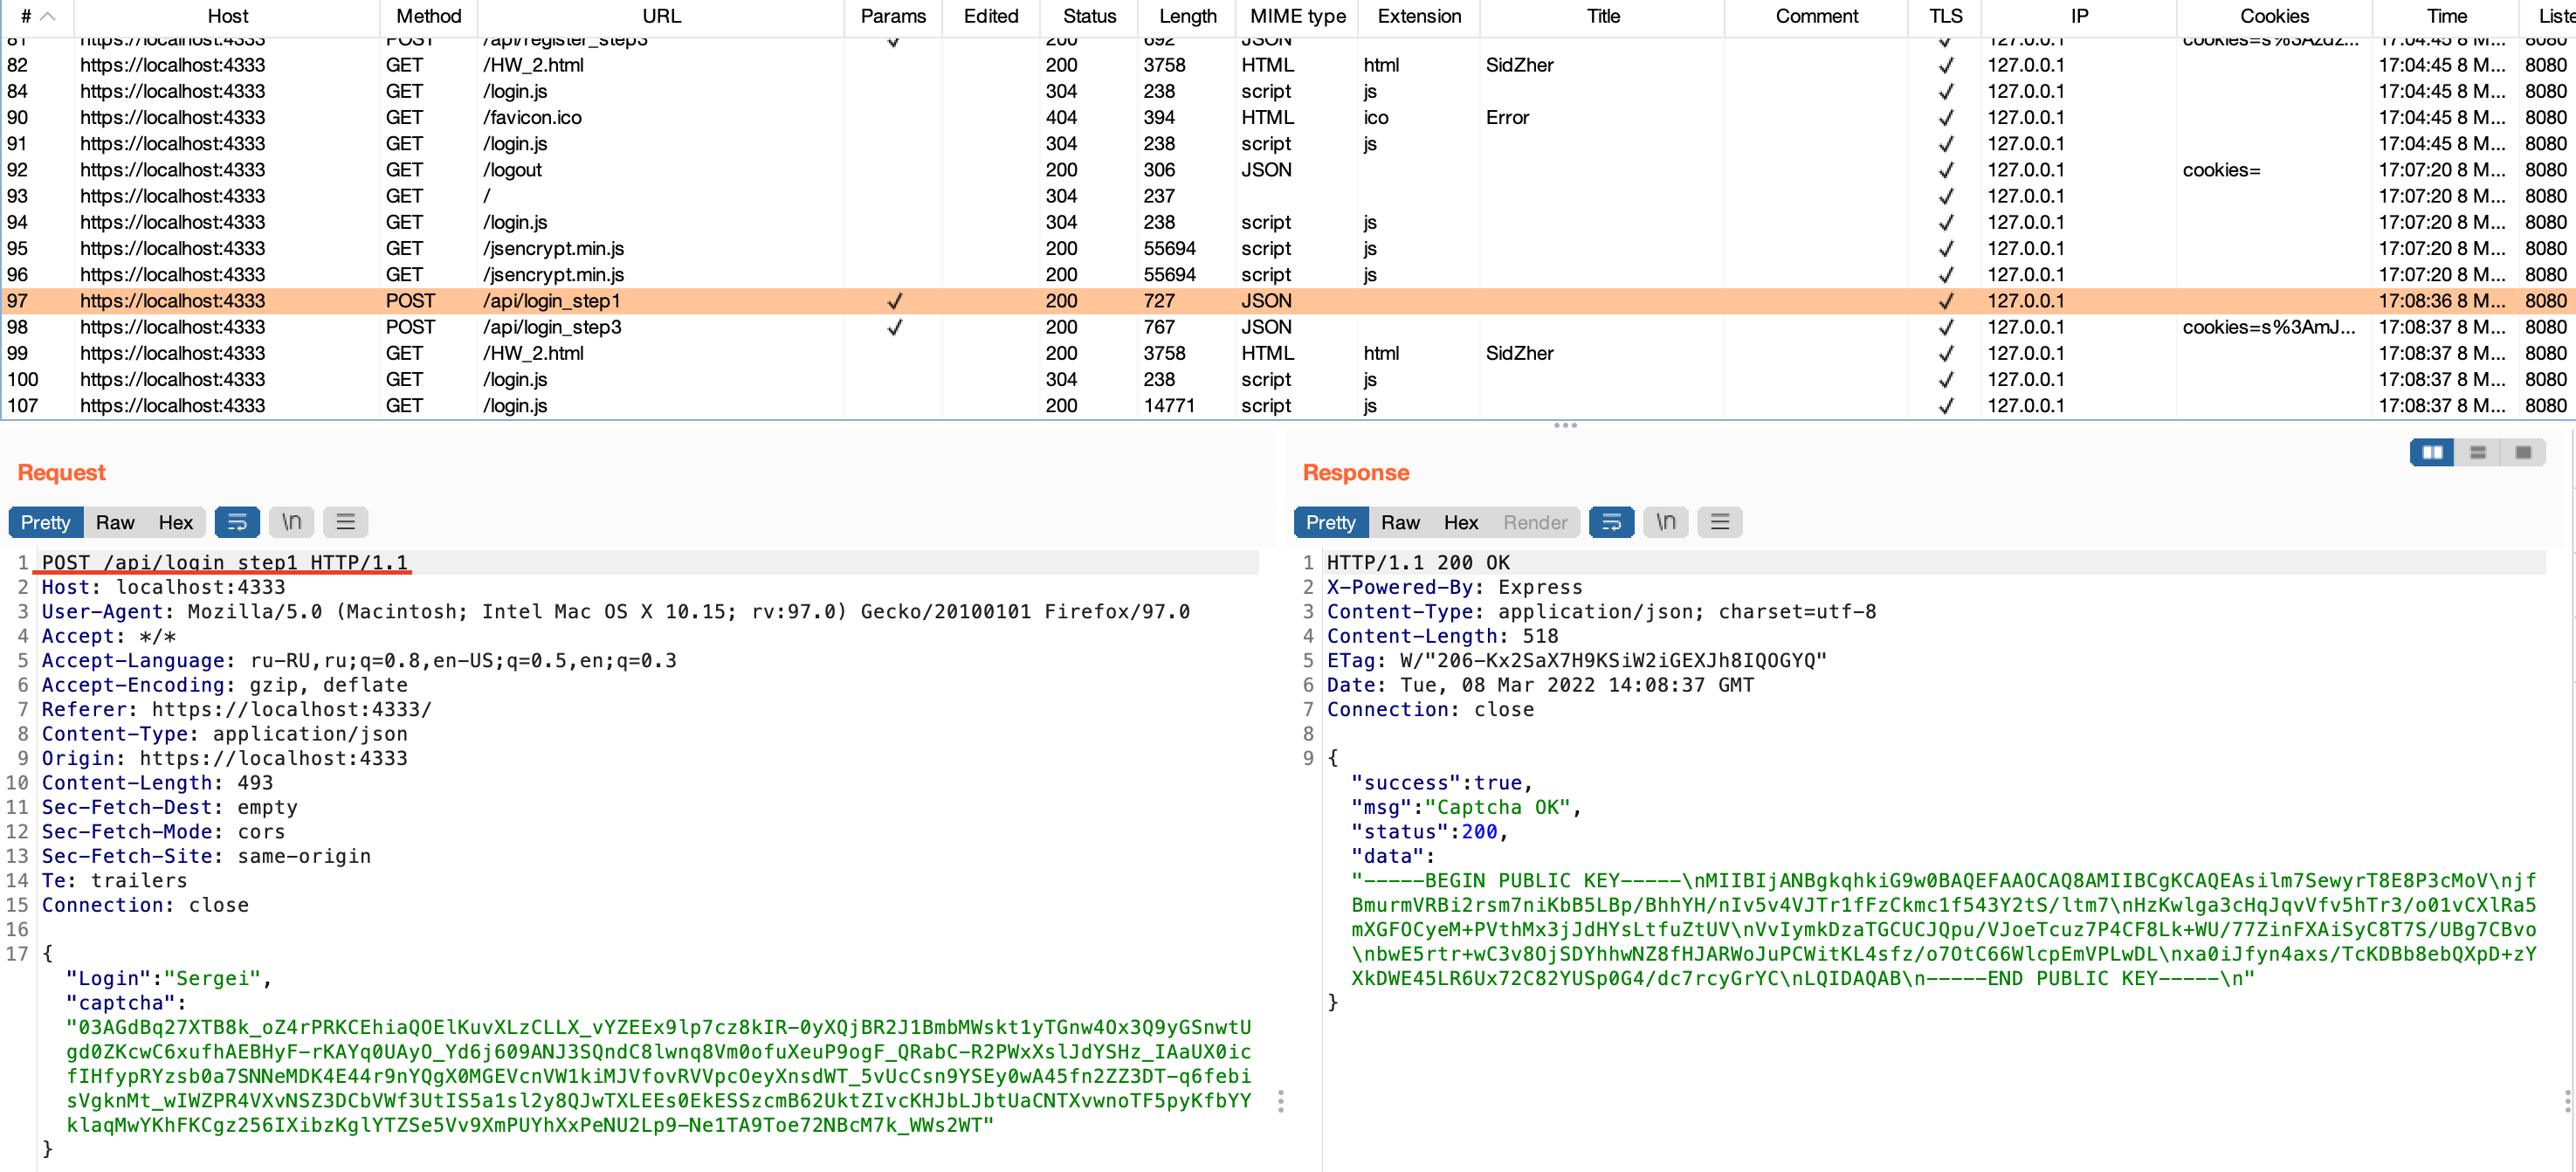 # Host Method URL Params Edited Status Length MIME type Extension Title Comment TLS IP Cookies Time Liste
81 https://localhost:4333 POST /api/register_step3 ✓ 200 692 JSON ✓ 127.0.0.1 cookies=s%3Azdz... 17:04:45 8 M... 8080
82 https://localhost:4333 GET /HW_2.html 200 3758 HTML html SidZher ✓ 127.0.0.1 17:04:45 8 M... 8080
84 https://localhost:4333 GET /login.js 304 238 script js ✓ 127.0.0.1 17:04:45 8 M... 8080
90 https://localhost:4333 GET /favicon.ico 404 394 HTML ico Error ✓ 127.0.0.1 17:04:45 8 M... 8080
91 https://localhost:4333 GET /login.js 304 238 script js ✓ 127.0.0.1 17:04:45 8 M... 8080
92 https://localhost:4333 GET /logout 200 306 JSON ✓ 127.0.0.1 cookies= 17:07:20 8 M... 8080
93 https://localhost:4333 GET / 304 237 ✓ 127.0.0.1 17:07:20 8 M... 8080
94 https://localhost:4333 GET /login.js 304 238 script js ✓ 127.0.0.1 17:07:20 8 M... 8080
95 https://localhost:4333 GET /jsencrypt.min.js 200 55694 script js ✓ 127.0.0.1 17:07:20 8 M... 8080
96 https://localhost:4333 GET /jsencrypt.min.js 200 55694 script js ✓ 127.0.0.1 17:07:20 8 M... 8080
97 https://localhost:4333 POST /api/login_step1 ✓ 200 727 JSON ✓ 127.0.0.1 17:08:36 8 M... 8080
98 https://localhost:4333 POST /api/login_step3 ✓ 200 767 JSON ✓ 127.0.0.1 cookies=s%3AmJ... 17:08:37 8 M... 8080
99 https://localhost:4333 GET /HW_2.html 200 3758 HTML html SidZher ✓ 127.0.0.1 17:08:37 8 M... 8080
100 https://localhost:4333 GET /login.js 304 238 script js ✓ 127.0.0.1 17:08:37 8 M... 8080
107 https://localhost:4333 GET /login.js 200 14771 script js ✓ 127.0.0.1 17:08:37 8 M... 8080
Request
Pretty Raw Hex \n
1 POST /api/login_step1 HTTP/1.1
2 Host: localhost:4333
3 User-Agent: Mozilla/5.0 (Macintosh; Intel Mac OS X 10.15; rv:97.0) Gecko/20100101 Firefox/97.0
4 Accept: */*
5 Accept-Language: ru-RU,ru;q=0.8,en-US;q=0.5,en;q=0.3
6 Accept-Encoding: gzip, deflate
7 Referer: https://localhost:4333/
8 Content-Type: application/json
9 Origin: https://localhost:4333
10 Content-Length: 493
11 Sec-Fetch-Dest: empty
12 Sec-Fetch-Mode: cors
13 Sec-Fetch-Site: same-origin
14 Te: trailers
15 Connection: close
16
17 {
"Login":"Sergei",
"captcha":
"03AGdBq27XTB8k_oZ4rPRKCEhiaQOElKuvXLzCLLX_vYZEEx9lp7cz8kIR-0yXQjBR2J1BmbMWskt1yTGnw4Ox3Q9yGSnwtU
gd0ZKcwC6xufhAEBHyF-rKAYq0UAyO_Yd6j609ANJ3SQndC8lwnq8Vm0ofuXeuP9ogF_QRabC-R2PWxXslJdYSHz_IAaUX0ic
fIHfypRYzsb0a7SNNeMDK4E44r9nYQgX0MGEVcnVW1kiMJVfovRVVpcOeyXnsdWT_5vUcCsn9YSEy0wA45fn2ZZ3DT-q6febi
sVgknMt_wIWZPR4VXvNSZ3DCbVWf3UtIS5a1sl2y8QJwTXLEEs0EkESSzcmB62UktZIvcKHJbLJbtUaCNTXvwnoTF5pyKfbYY
klaqMwYKhFKCgz256IXibzKglYTZSe5Vv9XmPUYhXxPeNU2Lp9-Ne1TA9Toe72NBcM7k_WWs2WT"
}
Response
Pretty Raw Hex Render \n
1 HTTP/1.1 200 OK
2 X-Powered-By: Express
3 Content-Type: application/json; charset=utf-8
4 Content-Length: 518
5 ETag: W/"206-Kx2SaX7H9KSiW2iGEXJh8IQOGYQ"
6 Date: Tue, 08 Mar 2022 14:08:37 GMT
7 Connection: close
8
9 {
"success":true,
"msg":"Captcha OK",
"status":200,
"data":
"-----BEGIN PUBLIC KEY-----\nMIIBIjANBgkqhkiG9w0BAQEFAAOCAQ8AMIIBCgKCAQEAsilm7SewyrT8E8P3cMoV\njf
BmurmVRBi2rsm7niKbB5LBp/BhhYH/nIv5v4VJTr1fFzCkmc1f543Y2tS/ltm7\nHzKwlga3cHqJqvVfv5hTr3/o01vCXlRa5
mXGFOCyeM+PVthMx3jJdHYsLtfuZtUV\nVvIymkDzaTGCUCJQpu/VJoeTcuz7P4CF8Lk+WU/77ZinFXAiSyC8T7S/UBg7CBvo
\nbwE5rtr+wC3v8OjSDYhhwNZ8fHJARWoJuPCWitKL4sfz/o7OtC66WlcpEmVPLwDL\nxa0iJfyn4axs/TcKDBb8ebQXpD+zY
XkDWE45LR6Ux72C82YUSp0G4/dc7rcyGrYC\nLQIDAQAB\n-----END PUBLIC KEY-----\n"
}